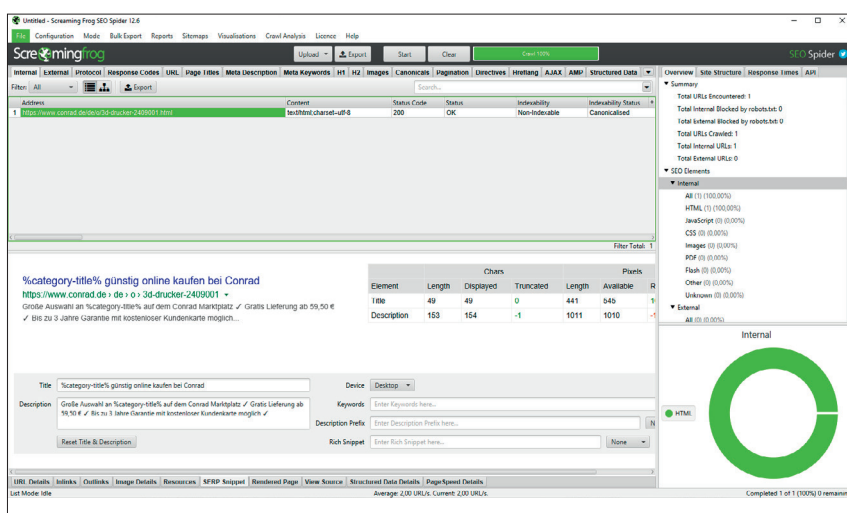 Untitled - Screaming Frog SEO Spider 12.6
File Configuration Mode Bulk Export Reports Sitemaps Visualisations Crawl Analysis Licence Help
Screamingfrog Upload Export Start Clear Crawl 100% SEO Spider
Internal External Protocol Response Codes URL Page Titles Meta Description Meta Keywords H1 H2 Images Canonicals Pagination Directives Hreflang AJAX AMP Structured Data
Overview Site Structure Response Times API
Filter: All Export Search...
Address Content Status Code Status Indexability Indexability Status
1 https://www.conrad.de/de/o/3d-drucker-2409001.html text/html;charset=utf-8 200 OK Non-Indexable Canonicalised
Filter Total: 1
Summary
Total URLs Encountered: 1
Total Internal Blocked by robots.txt: 0
Total External Blocked by robots.txt: 0
Total URLs Crawled: 1
Total Internal URLs: 1
Total External URLs: 0
SEO Elements
Internal
All (1) (100,00%)
HTML (1) (100,00%)
JavaScript (0) (0,00%)
CSS (0) (0,00%)
Images (0) (0,00%)
PDF (0) (0,00%)
Flash (0) (0,00%)
Other (0) (0,00%)
Unknown (0) (0,00%)
External
All (0) (0,00%)
%category-title% günstig online kaufen bei Conrad
https://www.conrad.de › de › o › 3d-drucker-2409001
Große Auswahl an %category-title% auf dem Conrad Marktplatz ✓ Gratis Lieferung ab 59,50 €
✓ Bis zu 3 Jahre Garantie mit kostenloser Kundenkarte möglich...
Chars Pixels
Element Length Displayed Truncated Length Available R
Title 49 49 0 441 545
Description 153 154 -1 1011 1010
Internal
HTML
Title %category-title% günstig online kaufen bei Conrad
Description Große Auswahl an %category-title% auf dem Conrad Marktplatz ✓ Gratis Lieferung ab
59,50 € ✓ Bis zu 3 Jahre Garantie mit kostenloser Kundenkarte möglich ✓
Reset Title & Description
Device Desktop
Keywords Enter Keywords here...
Description Prefix Enter Description Prefix here... N
Rich Snippet Enter Rich Snippet here... None
URL Details Inlinks Outlinks Image Details Resources SERP Snippet Rendered Page View Source Structured Data Details PageSpeed Details
List Mode: Idle Average: 2,00 URL/s. Current: 2,00 URL/s. Completed 1 of 1 (100%) 0 remaining